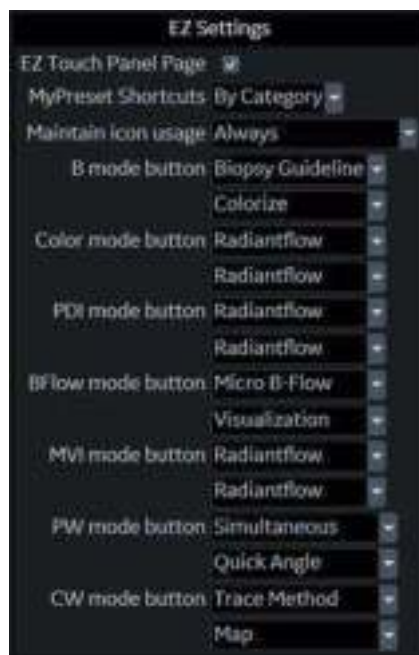 EZ Settings
EZ Touch Panel Page
MyPreset Shortcuts By Category
Maintain icon usage Always
B mode button Biopsy Guideline
Colorize
Color mode button Radiantflow
Radiantflow
PDI mode button Radiantflow
Radiantflow
BFlow mode button Micro B-Flow
Visualization
MVI mode button Radiantflow
Radiantflow
PW mode button Simultaneous
Quick Angle
CW mode button Trace Method
Map